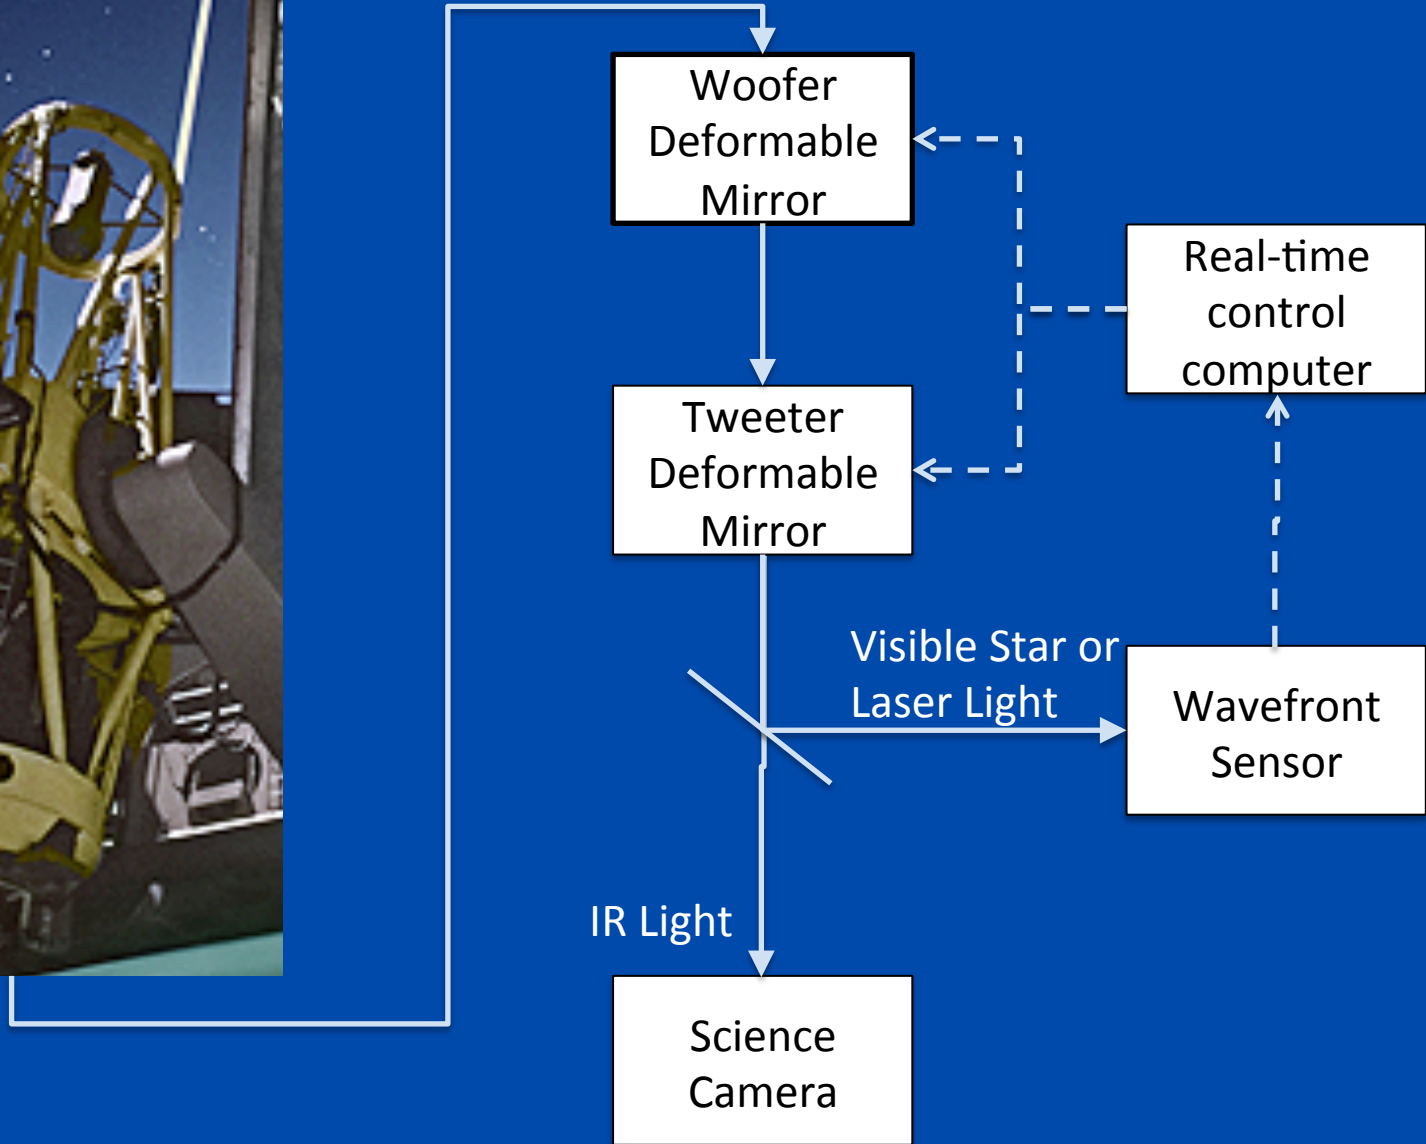 Woofer
Deformable
Mirror
Real-time
control
computer
Tweeter
Deformable
Mirror
Visible Star or
Laser Light
Wavefront
Sensor
IR Light
Science
Camera